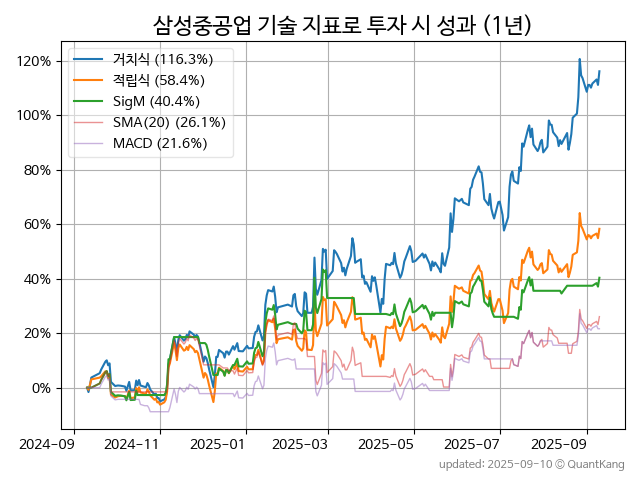 삼성중공업 기술 지표로 투자 시 성과 (1년)
거치식 (116.3%)
적립식 (58.4%)
SigM (40.4%)
SMA(20) (26.1%)
MACD (21.6%)
120%
100%
80%
60%
40%
20%
0%
2024-09 2024-11 2025-01 2025-03 2025-05 2025-07 2025-09
updated: 2025-09-10 © QuantKang